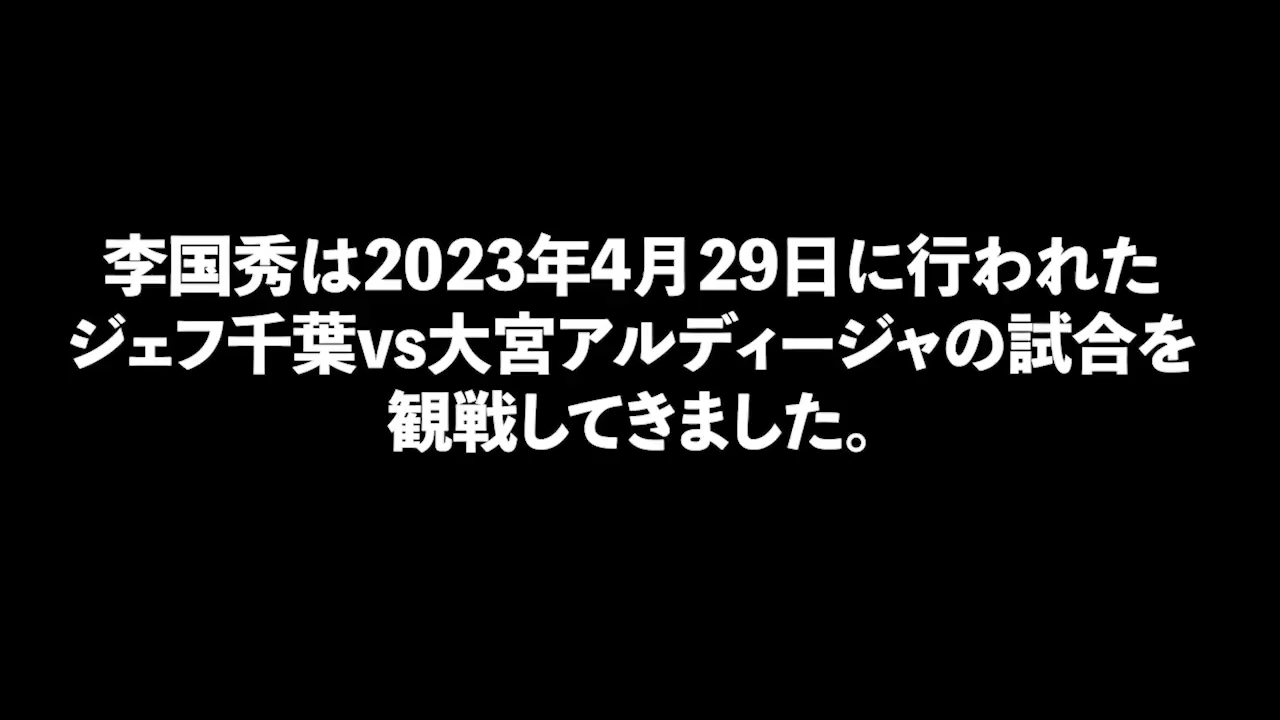 李国秀は2023年4月29日に行われた
ジェフ千葉vs大宮アルディージャの試合を
観戦してきました。